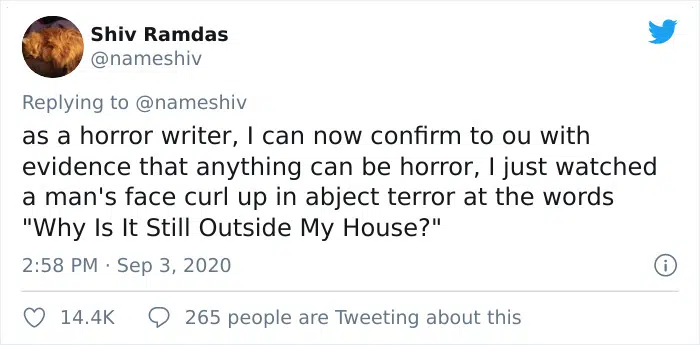 Shiv Ramdas
@nameshiv
Replying to @nameshiv
as a horror writer, I can now confirm to ou with
evidence that anything can be horror, I just watched
a man's face curl up in abject terror at the words
"Why Is It Still Outside My House?"
2:58 PM · Sep 3, 2020
14.4K 265 people are Tweeting about this